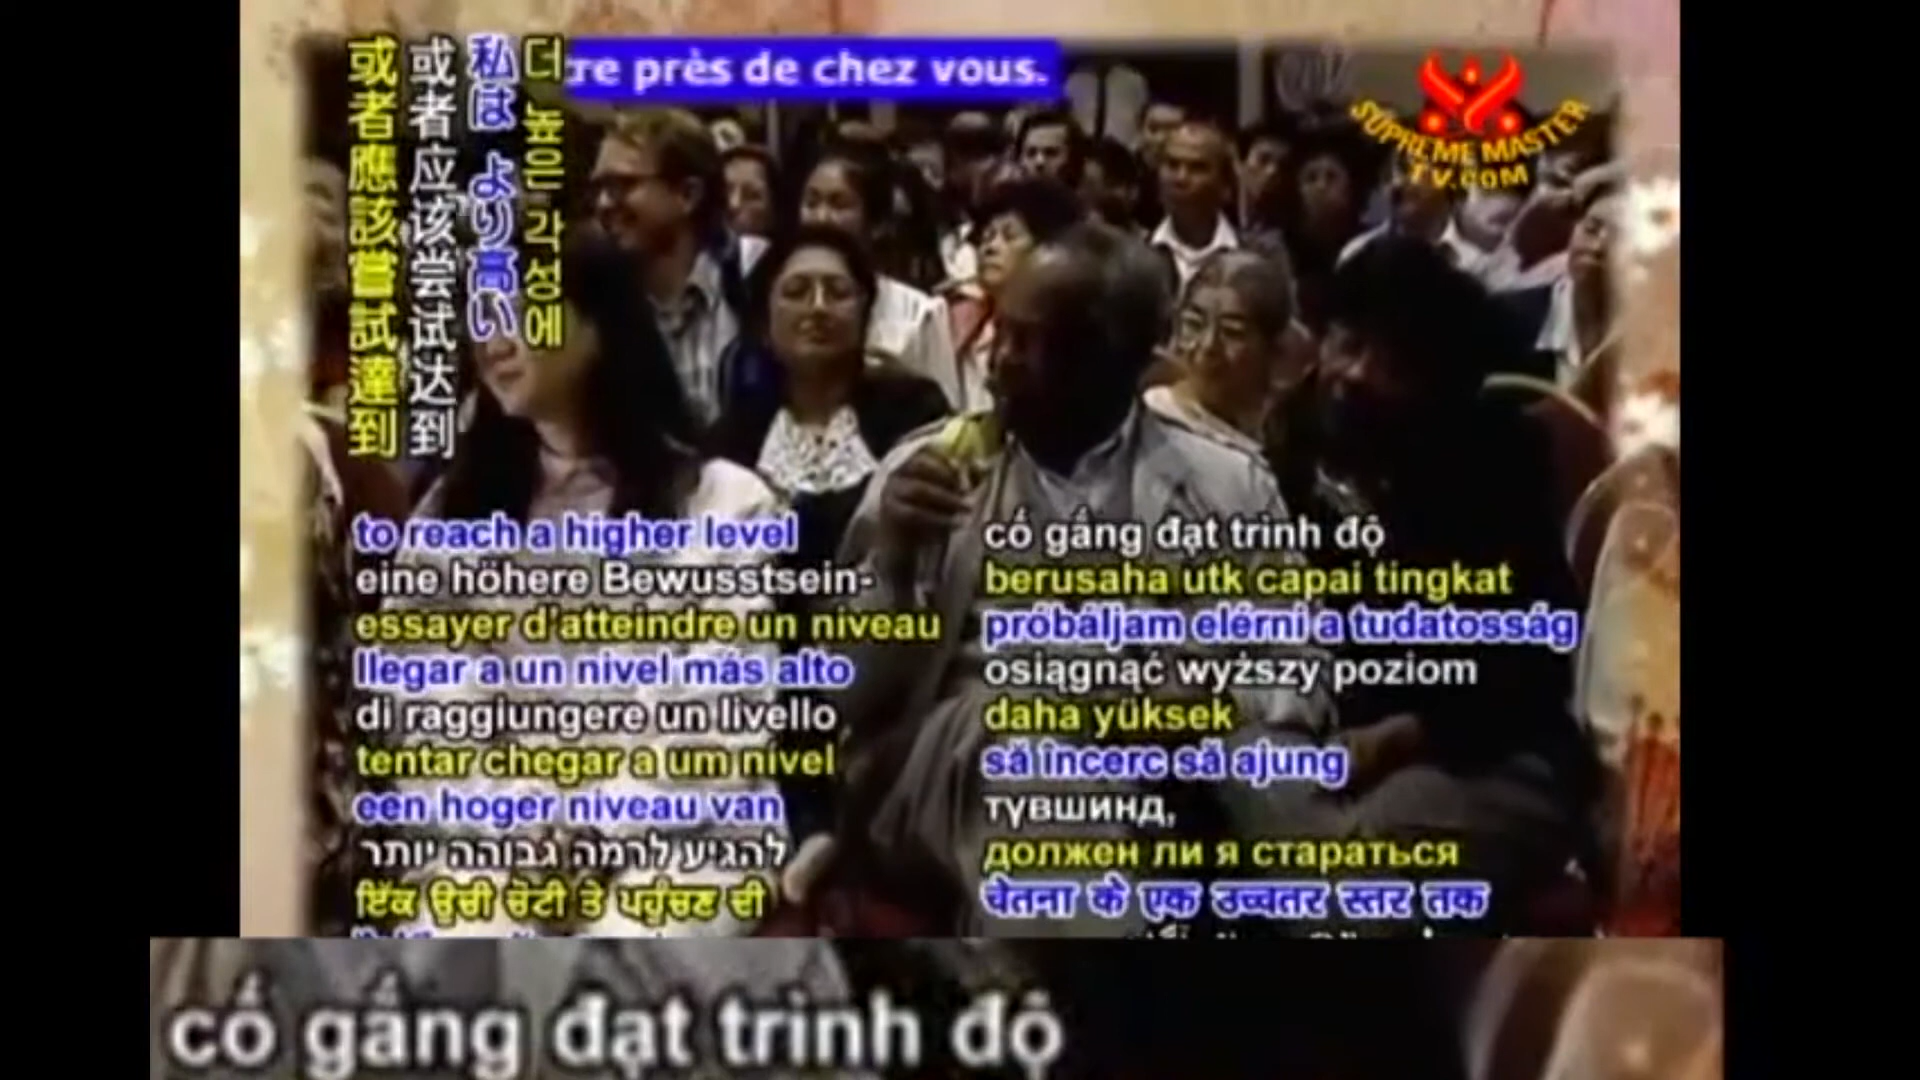 tre près de chez vous.
SUPREME MASTER
TV.COM
或者應該嘗試達到
或者应该尝试达到
私は より高い
더 높은 각성에
to reach a higher level
eine höhere Bewusstsein-
essayer d'atteindre un niveau
llegar a un nivel más alto
di raggiungere un livello
tentar chegar a um nível
een hoger niveau van
להגיע לרמה גבוהה יותר
ਇੱਕ ਉਚੀ ਚੋਟੀ ਤੇ ਪਹੁੰਚਣ ਦੀ
cố gắng đạt trình độ
berusaha utk capai tingkat
próbáljam elérni a tudatosság
osiągnąć wyższy poziom
daha yüksek
să încerc să ajung
түвшинд,
должен ли я стараться
चेतना के एक उच्चतर स्तर तक
cố gắng đạt trình độ